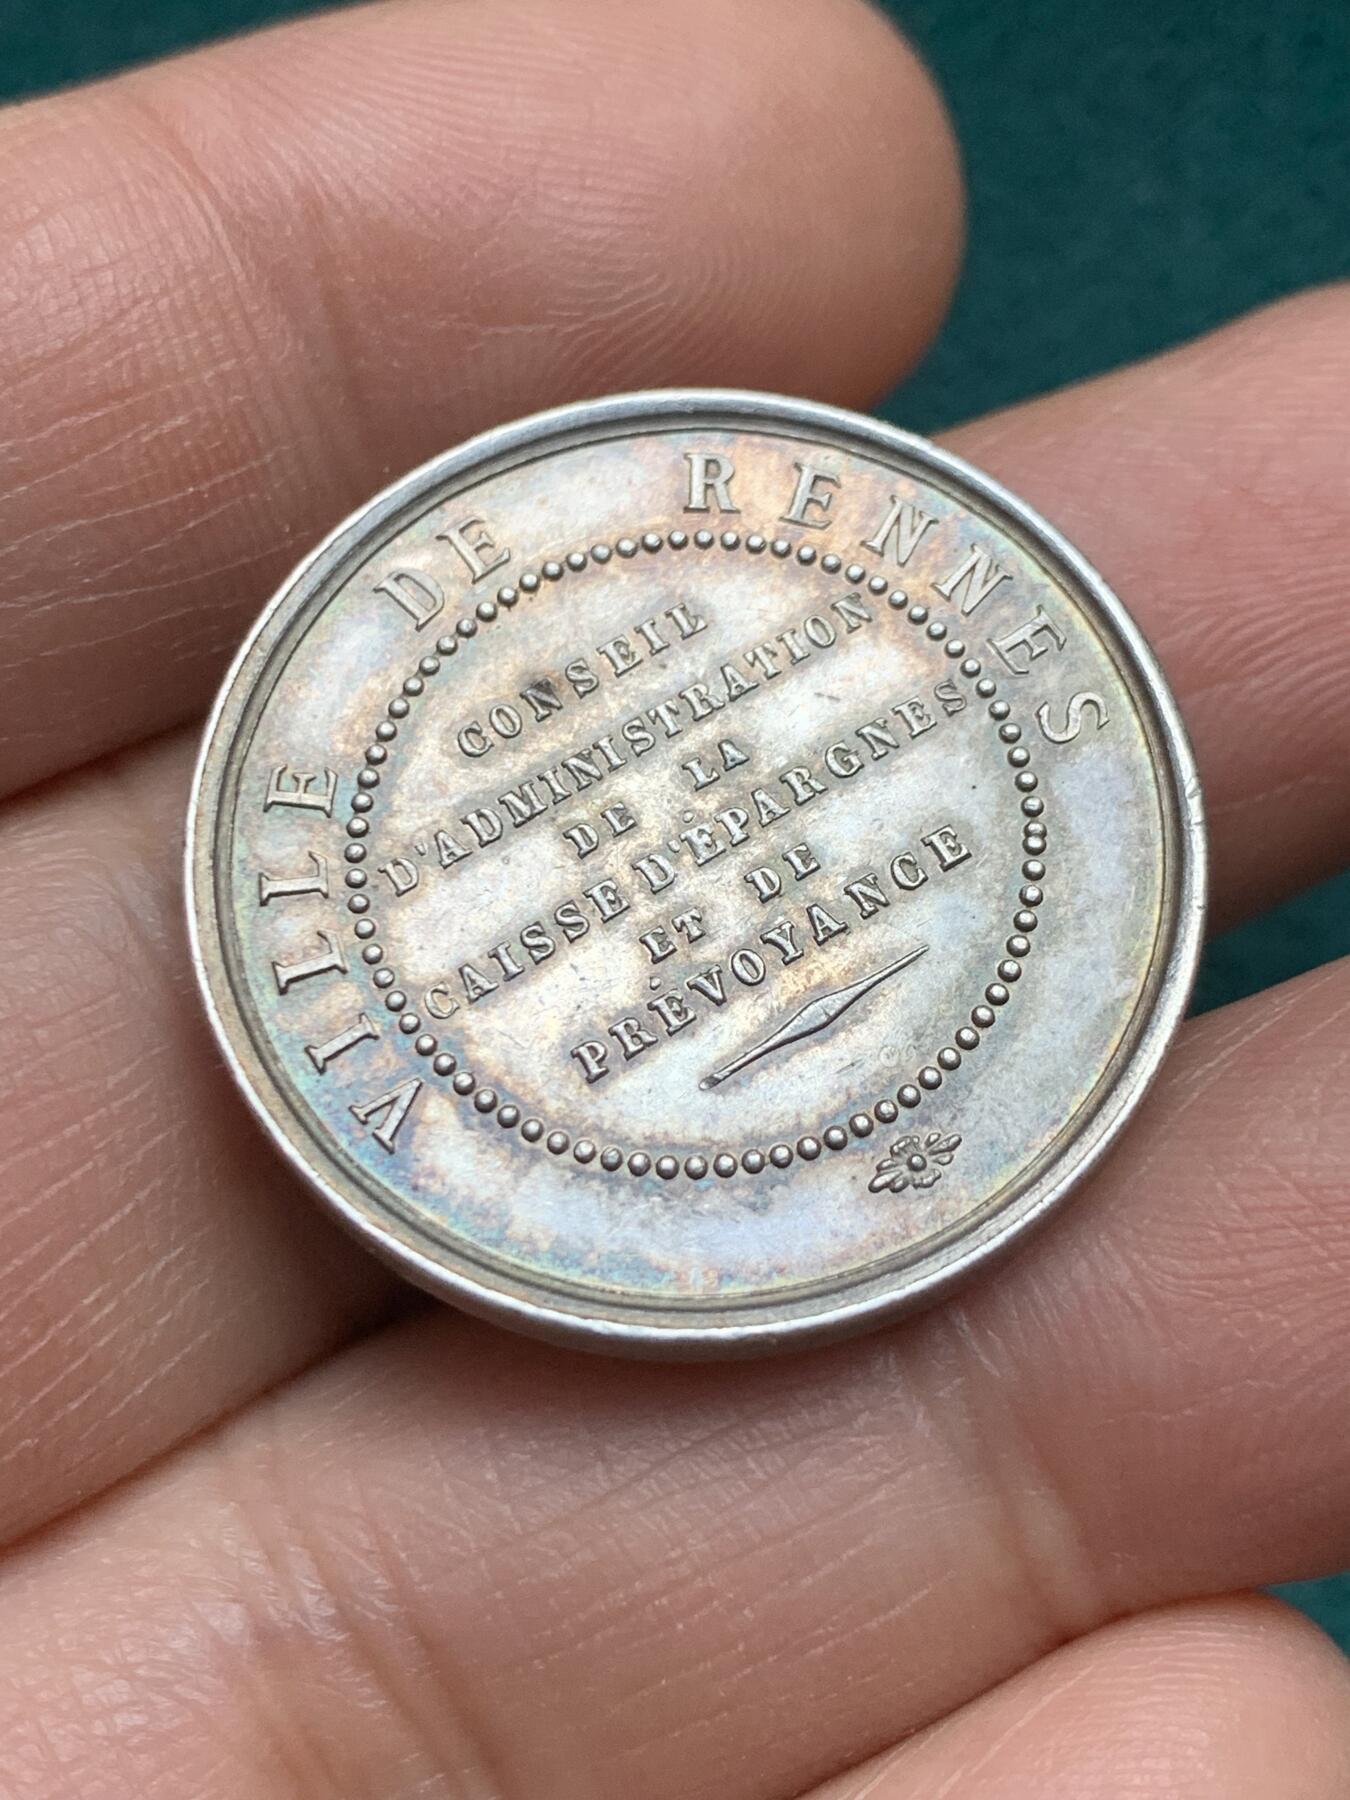 VILLE DE RENNES
CONSEIL
D'ADMINISTRATION
DE LA
CAISSE D'ÉPARGNES
ET DE
PRÉVOYANCE